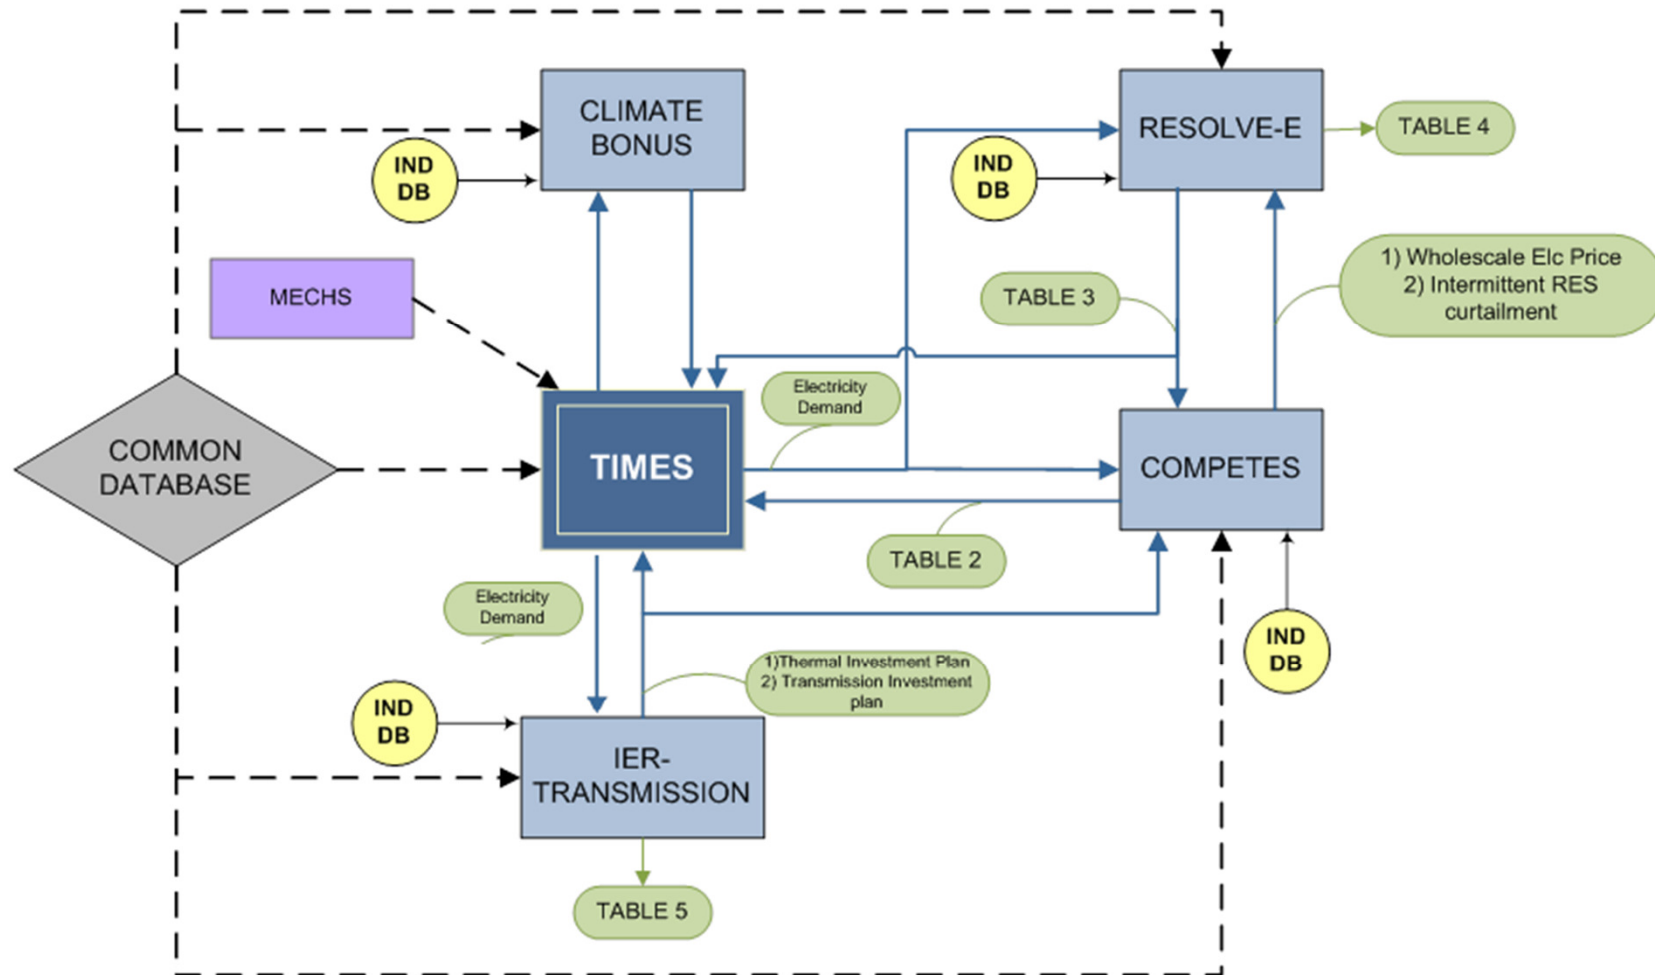 CLIMATE
BONUS
RESOLVE-E
TABLE 4
IND
DB
IND
DB
MECHS
TABLE 3
1) Wholescale Elc Price
2) Intermittent RES
curtailment
Electricity
Demand
COMMON
DATABASE
TIMES
COMPETES
TABLE 2
Electricity
Demand
IND
DB
1)Thermal Investment Plan
2) Transmission Investment
plan
IND
DB
IER-
TRANSMISSION
TABLE 5